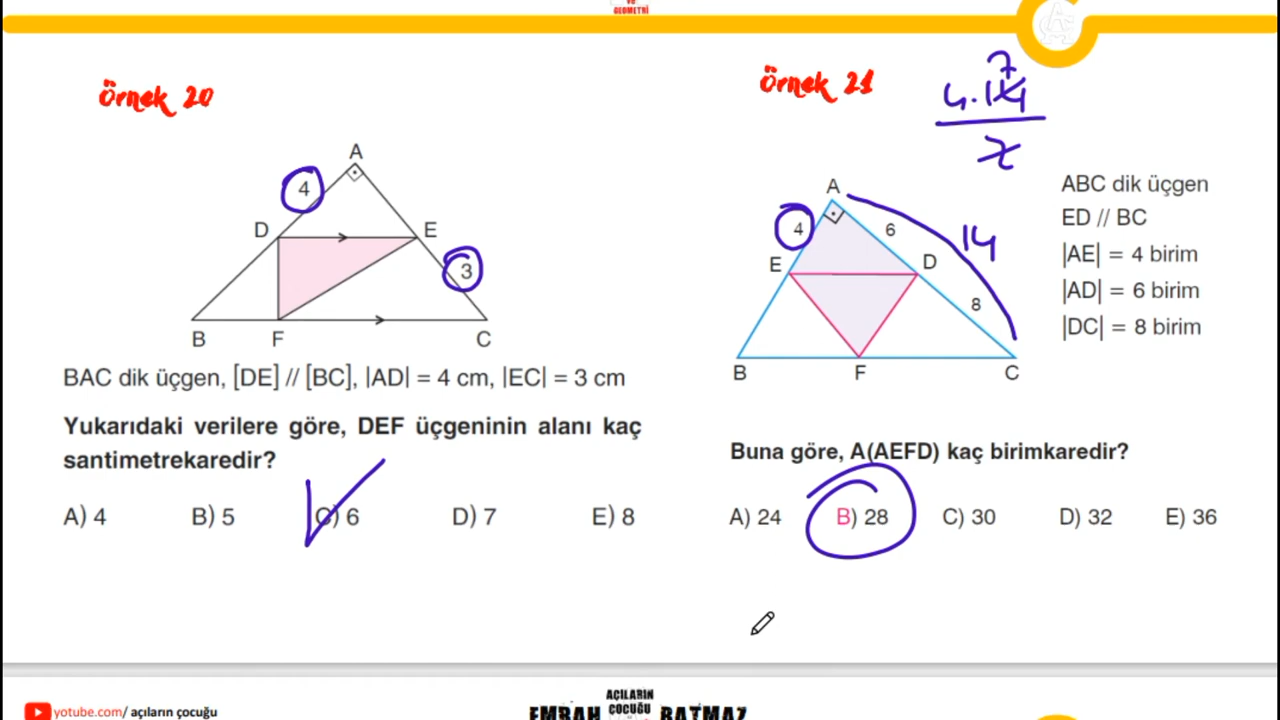 VE
GEOMETRİ
Örnek 20
A
4
D
E
3
B
F
C
BAC dik üçgen, [DE] // [BC], |AD| = 4 cm, |EC| = 3 cm
Yukarıdaki verilere göre, DEF üçgeninin alanı kaç
santimetrekaredir?
A) 4 B) 5 C) 6 D) 7 E) 8
Örnek 21
7
4.14
2
A
4
6
14
E
D
8
B
F
C
ABC dik üçgen
ED // BC
|AE| = 4 birim
|AD| = 6 birim
|DC| = 8 birim
Buna göre, A(AEFD) kaç birimkaredir?
A) 24 B) 28 C) 30 D) 32 E) 36
yotube.com/ açıların çocuğu
AÇILARIN
EMRAH ÇOCUĞU BATMAZ